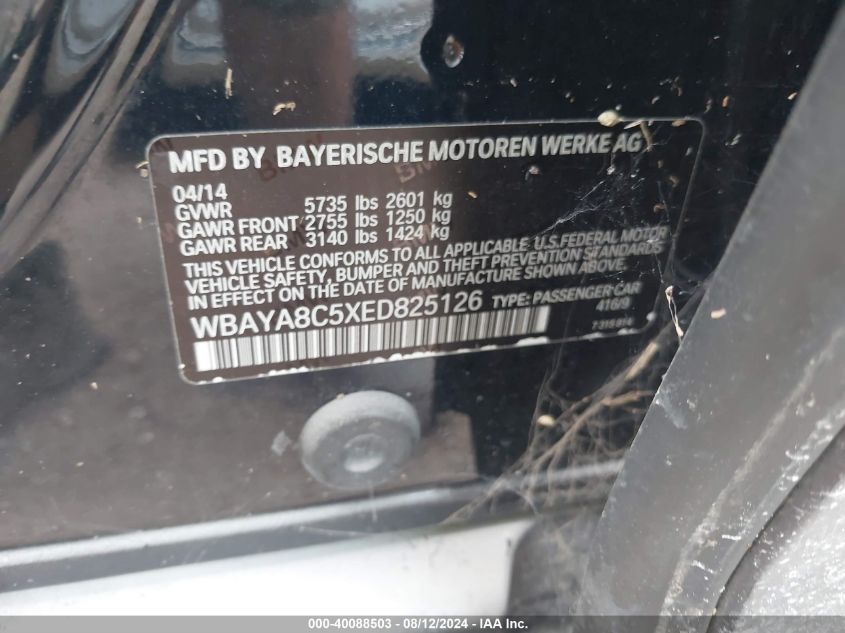 MFD BY BAYERISCHE MOTOREN WERKE AG
04/14
GVWR 5735 lbs 2601 kg
GAWR FRONT 2755 lbs 1250 kg
GAWR REAR 3140 lbs 1424 kg
THIS VEHICLE CONFORMS TO ALL APPLICABLE U.S.FEDERAL MOTOR
VEHICLE SAFETY, BUMPER AND THEFT PREVENTION STANDARDS
IN EFFECT ON THE DATE OF MANUFACTURE SHOWN ABOVE.
WBAYA8C5XED825126 TYPE: PASSENGER CAR
416/9
000-40088503 - 08/12/2024 - IAA Inc.